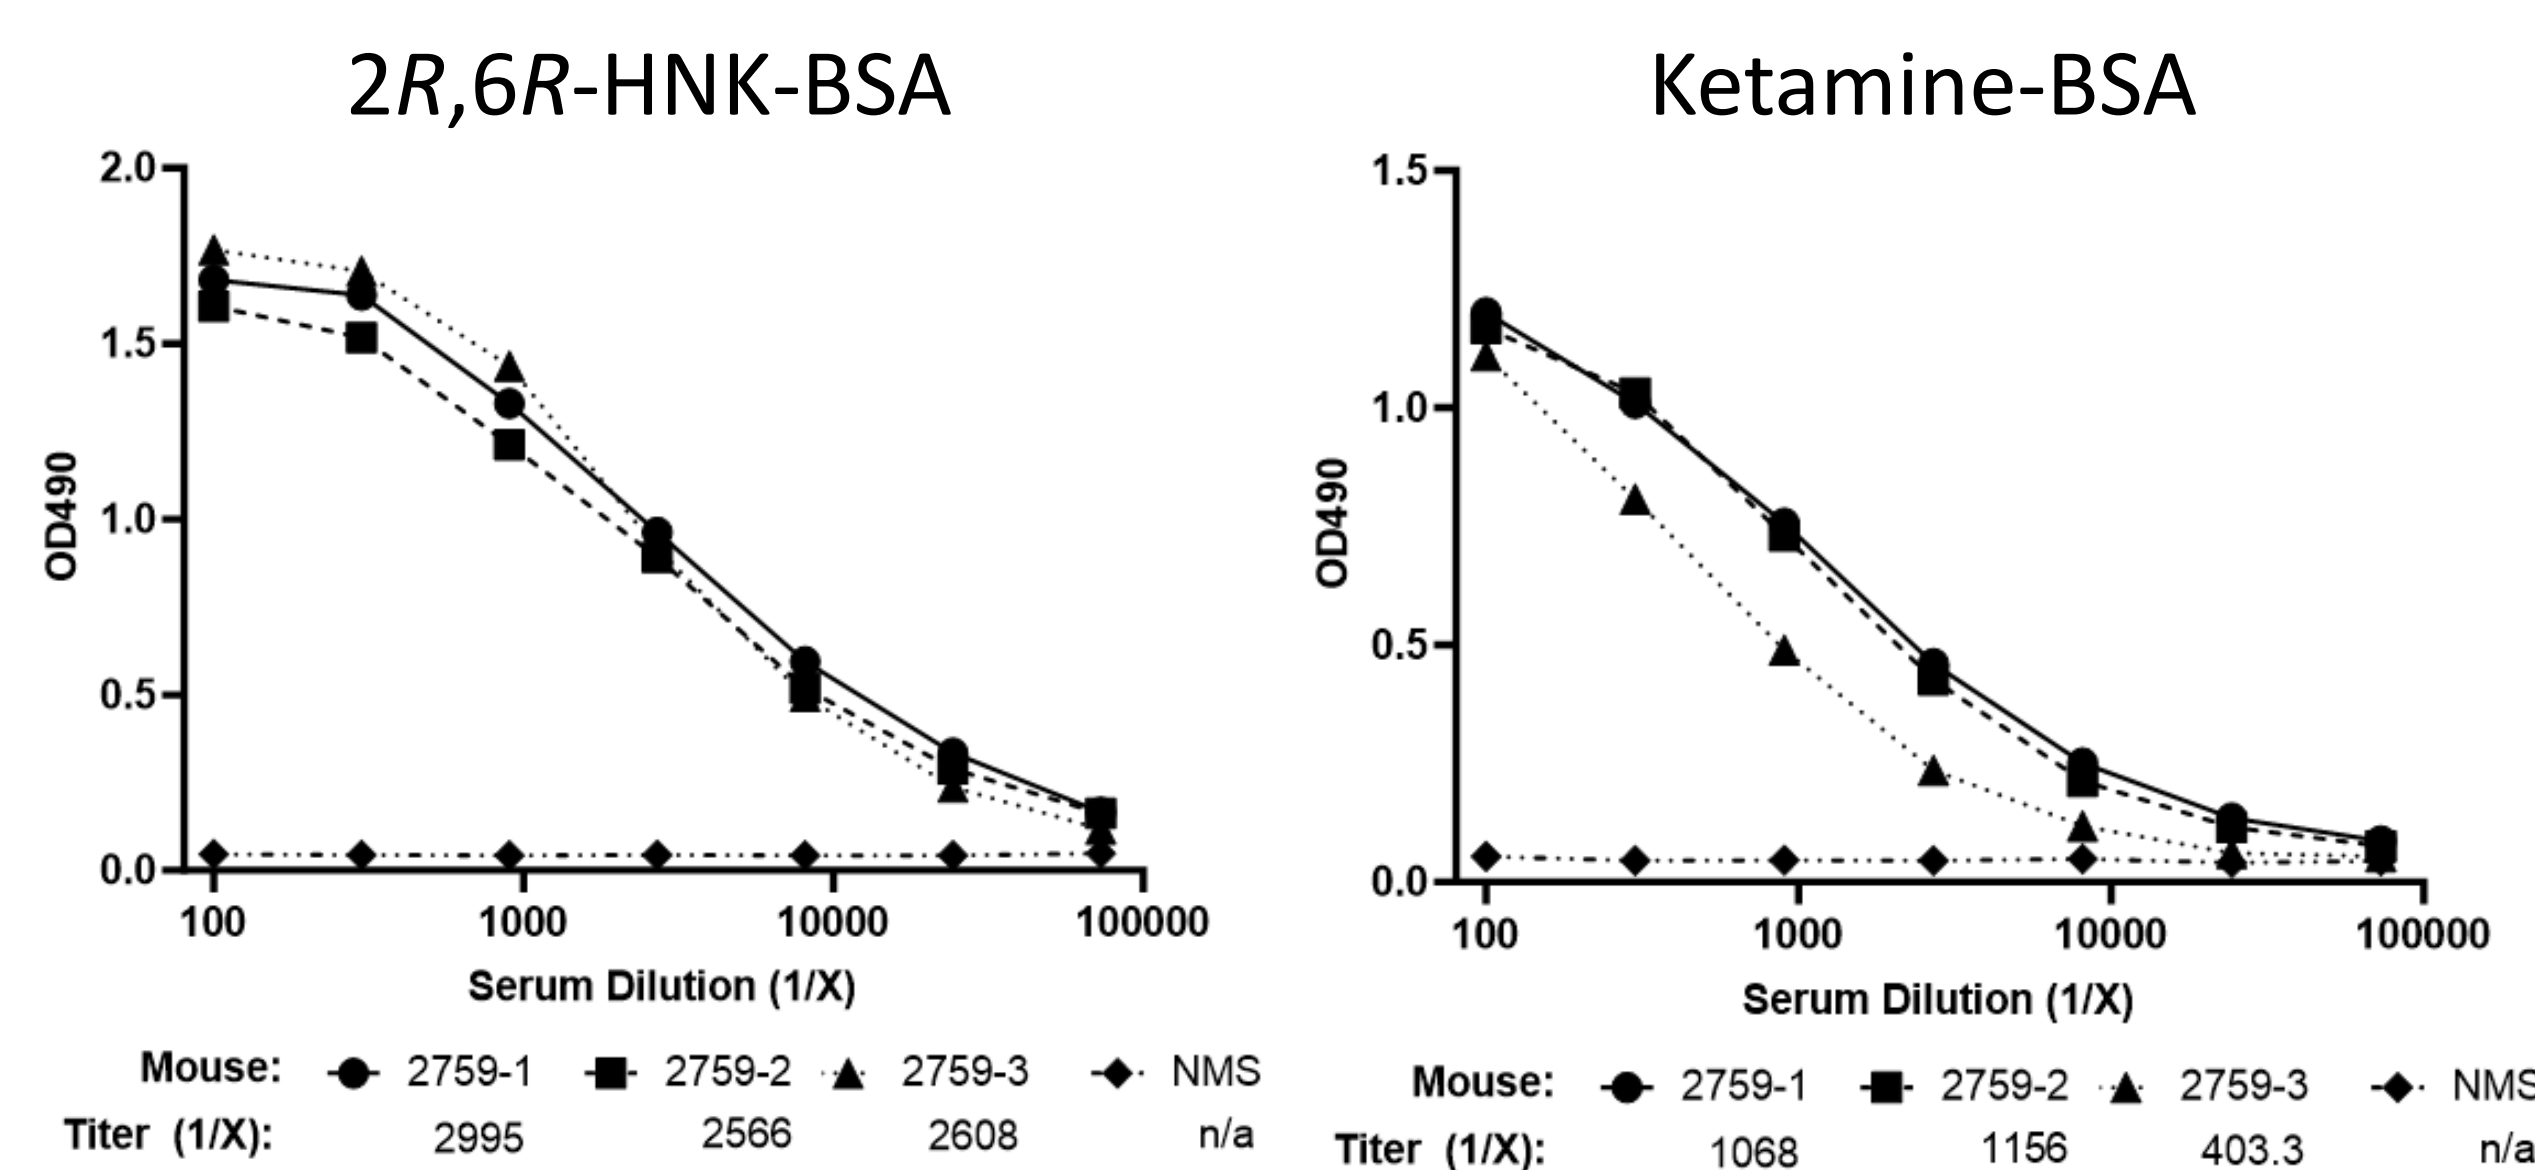 2R,6R-HNK-BSA
2.0
1.5
1.0
0.5
0.0
OD490
100 1000 10000 100000
Serum Dilution (1/X)
Mouse: 2759-1 2759-2 2759-3 NMS
Titer (1/X): 2995 2566 2608 n/a
Ketamine-BSA
1.5
1.0
0.5
0.0
OD490
100 1000 10000 100000
Serum Dilution (1/X)
Mouse: 2759-1 2759-2 2759-3 NMS
Titer (1/X): 1068 1156 403.3 n/a